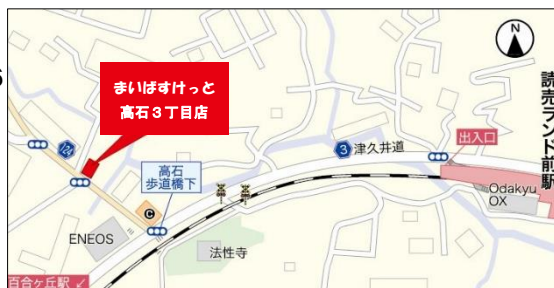 N
まいばすけっと
高石３丁目店
6
124
3
津久井道
出入口
読売ランド前駅
高石
歩道橋下
C
Odakyu
OX
ENEOS
法性寺
百合ヶ丘駅